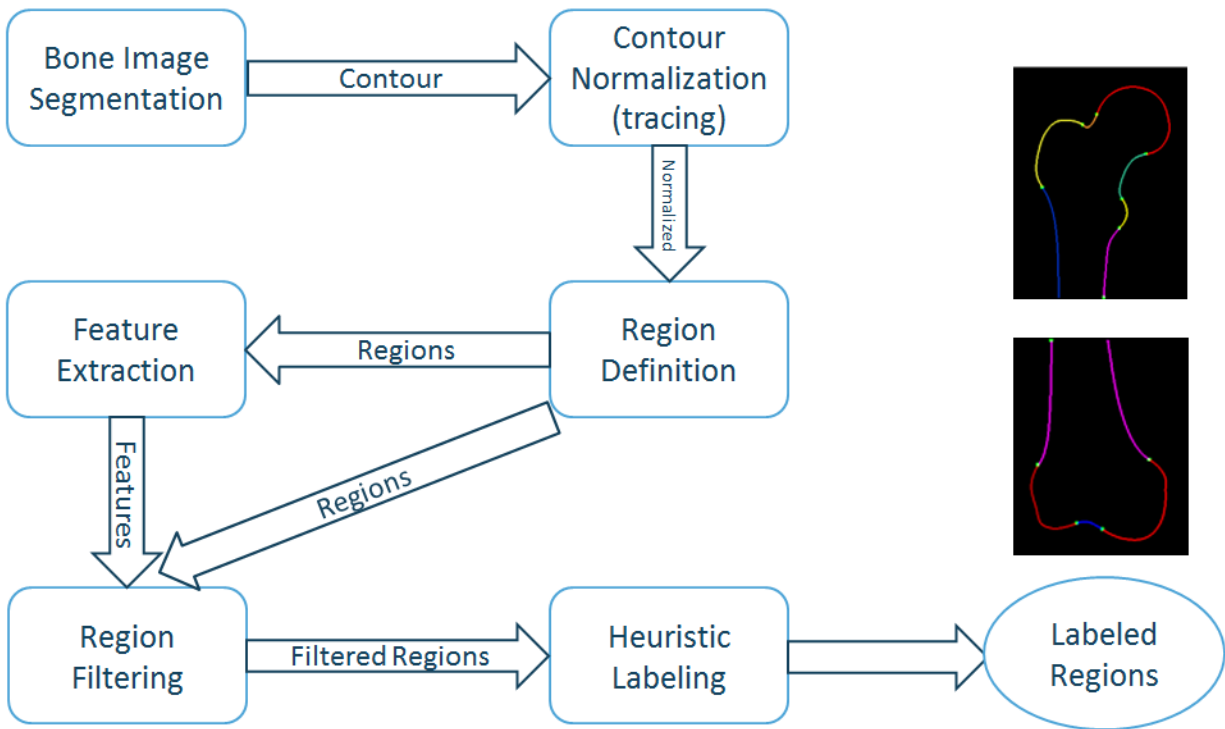 Bone Image
Segmentation
Contour
Contour
Normalization
(tracing)
Normalized
Feature
Extraction
Regions
Region
Definition
Features
Regions
Region
Filtering
Filtered Regions
Heuristic
Labeling
Labeled
Regions